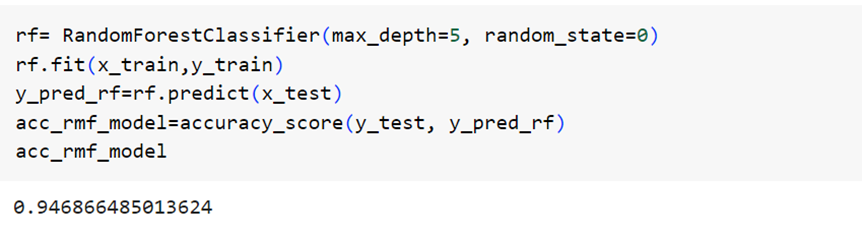 rf= RandomForestClassifier(max_depth=5, random_state=0)
rf.fit(x_train,y_train)
y_pred_rf=rf.predict(x_test)
acc_rmf_model=accuracy_score(y_test, y_pred_rf)
acc_rmf_model
0.946866485013624